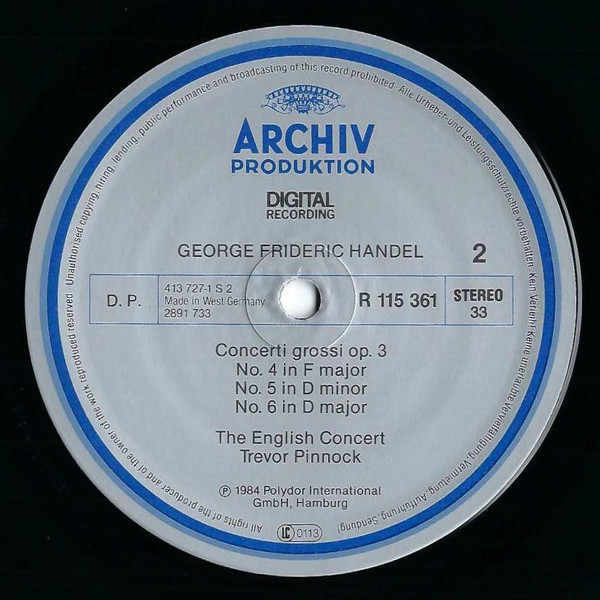 All rights of the producer and of the owner of the work reproduced reserved. Unauthorised copying, hiring, lending, public performance and broadcasting of this record prohibited. Alle Urheber- und Leistungsschutzrechte vorbehalten. Kein Verleih! Keine unerlaubte Vervielfältigung, Vermietung, Aufführung, Sendung!
ARCHIV
PRODUKTION
DIGITAL
RECORDING
GEORGE FRIDERIC HANDEL
2
D. P.
413 727-1 S 2
Made in West Germany
2891 733
R 115 361
STEREO
33
Concerti grossi op. 3
No. 4 in F major
No. 5 in D minor
No. 6 in D major
The English Concert
Trevor Pinnock
℗ 1984 Polydor International
GmbH, Hamburg
LC 0113